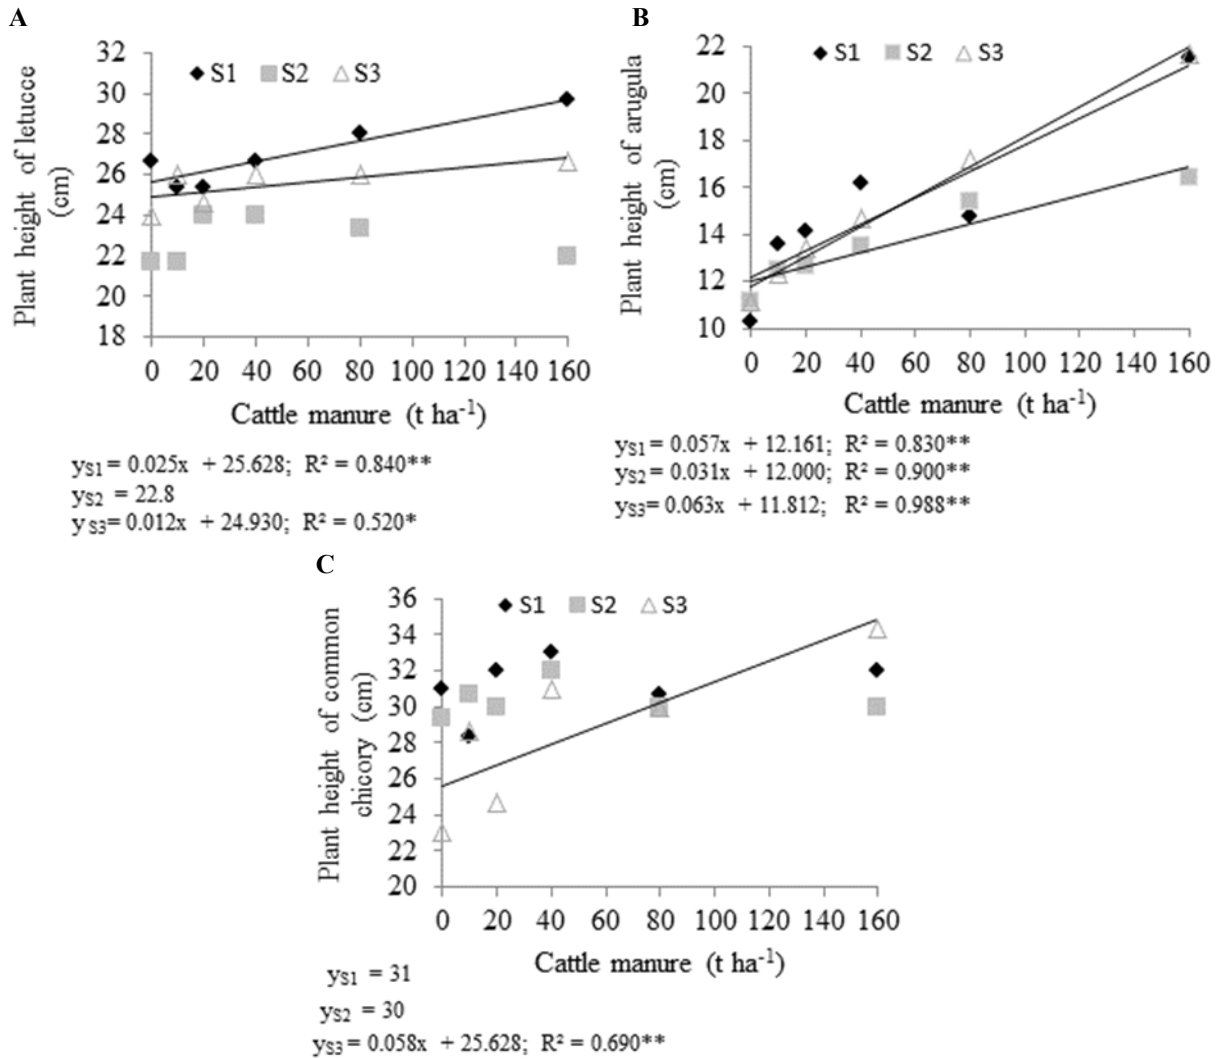 A
Plant height of letucce
(cm)
32
30
28
26
24
22
20
18
S1 S2 S3
0 20 40 60 80 100 120 140 160
Cattle manure (t ha-1)
yS1 = 0.025x + 25.628; R² = 0.840**
yS2 = 22.8
yS3= 0.012x + 24.930; R² = 0.520*
B
Plant height of arugula
(cm)
22
20
18
16
14
12
10
S1 S2 S3
0 20 40 60 80 100 120 140 160
Cattle manure (t ha-1)
yS1 = 0.057x + 12.161; R² = 0.830**
yS2 = 0.031x + 12.000; R² = 0.900**
yS3= 0.063x + 11.812; R² = 0.988**
C
Plant height of common
chicory (cm)
36
34
32
30
28
26
24
22
20
S1 S2 S3
0 20 40 60 80 100 120 140 160
Cattle manure (t ha-1)
yS1 = 31
yS2 = 30
yS3= 0.058x + 25.628; R² = 0.690**